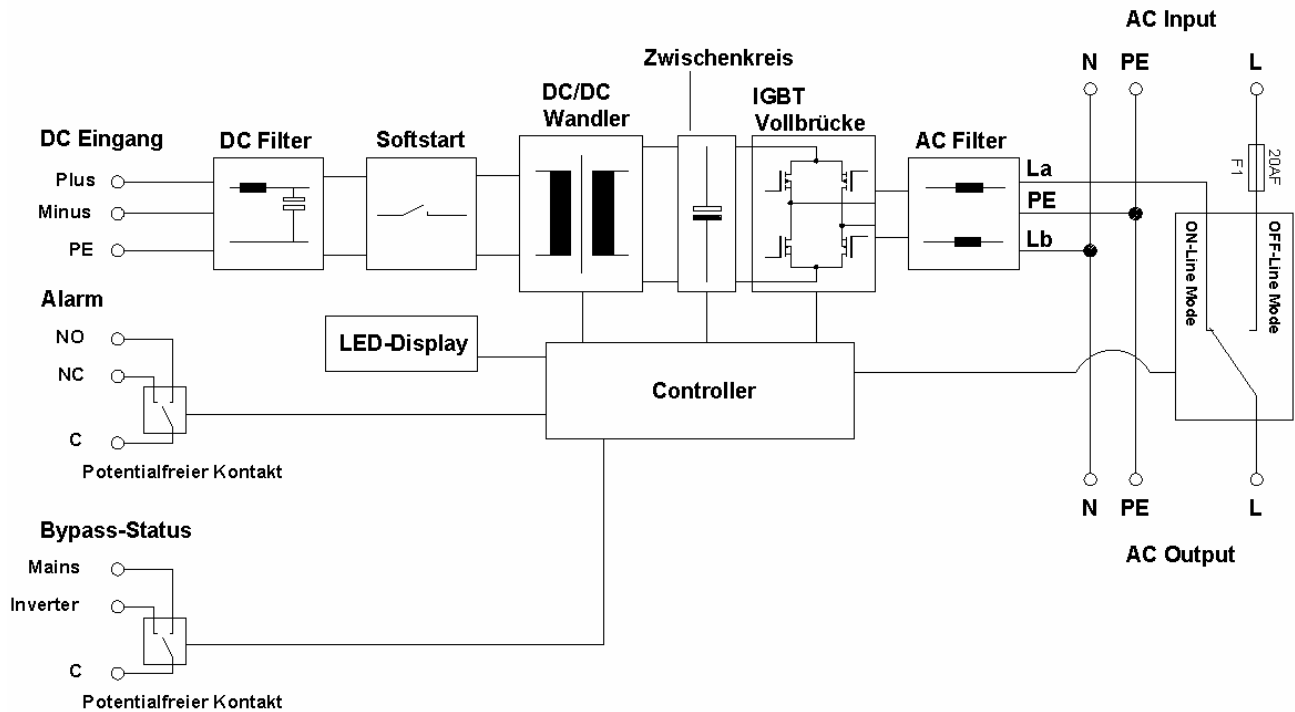 AC Input
N PE L
Zwischenkreis
DC/DC
Wandler
IGBT
Vollbrücke
DC Eingang
DC Filter
Softstart
AC Filter
20AF
F1
Plus
Minus
PE
La
PE
Lb
ON-Line Mode
OFF-Line Mode
Alarm
NO
NC
C
Potentialfreier Kontakt
LED-Display
Controller
N PE L
AC Output
Bypass-Status
Mains
Inverter
C
Potentialfreier Kontakt